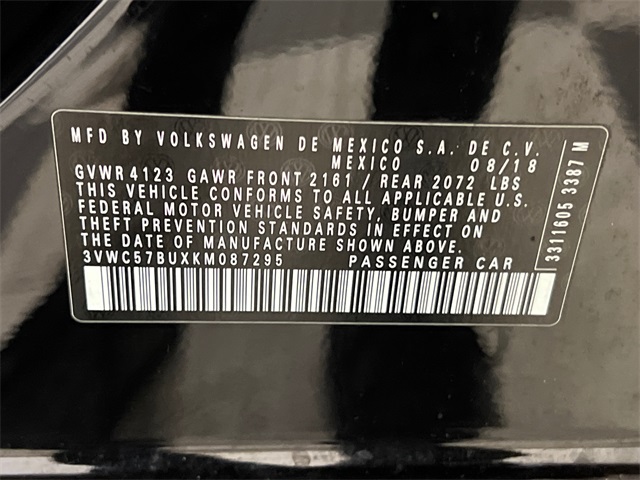 MFD BY VOLKSWAGEN DE MEXICO S.A. DE C.V.
MEXICO 08/18
GVWR 4123 GAWR FRONT 2161 / REAR 2072 LBS
THIS VEHICLE CONFORMS TO ALL APPLICABLE U.S.
FEDERAL MOTOR VEHICLE SAFETY, BUMPER AND
THEFT PREVENTION STANDARDS IN EFFECT ON
THE DATE OF MANUFACTURE SHOWN ABOVE.
3VWC57BUXKM087295 PASSENGER CAR
3311605 3387 M